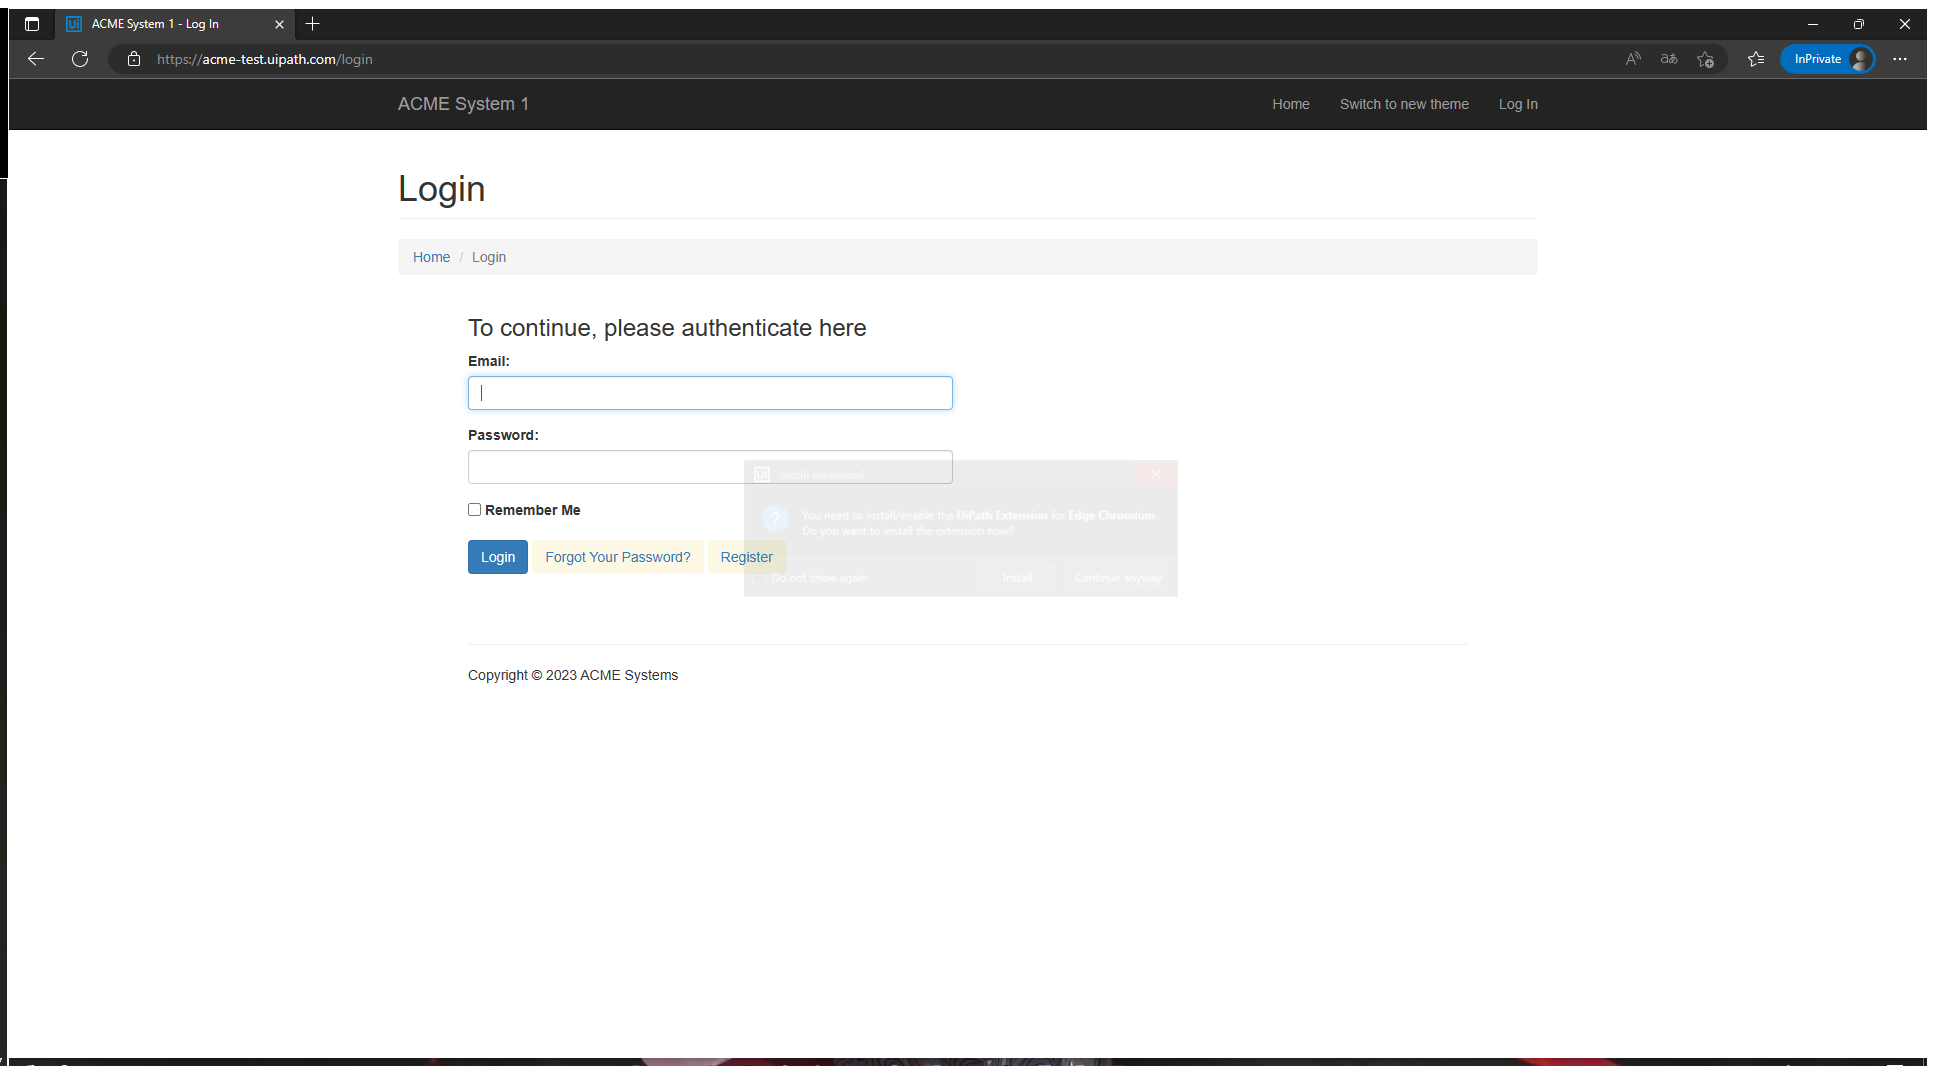 ACME System 1 - Log In
https://acme-test.uipath.com/login
InPrivate
ACME System 1
Home
Switch to new theme
Log In
Login
Home / Login
To continue, please authenticate here
Email:
Password:
Remember Me
Login
Forgot Your Password?
Register
Install extension?
You need to install/enable the UiPath Extension for Edge Chromium.
Do you want to install the extension now?
Do not show again
Install
Continue anyway
Copyright © 2023 ACME Systems